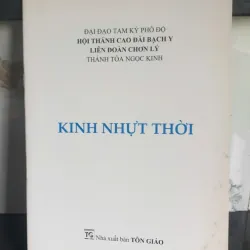 ĐẠI ĐẠO TAM KỲ PHỔ ĐỘ
HỘI THÁNH CAO ĐÀI BẠCH Y
LIÊN ĐOÀN CHƠN LÝ
THÁNH TÒA NGỌC KINH
KINH NHỰT THỜI
Nhà xuất bản TÔN GIÁO